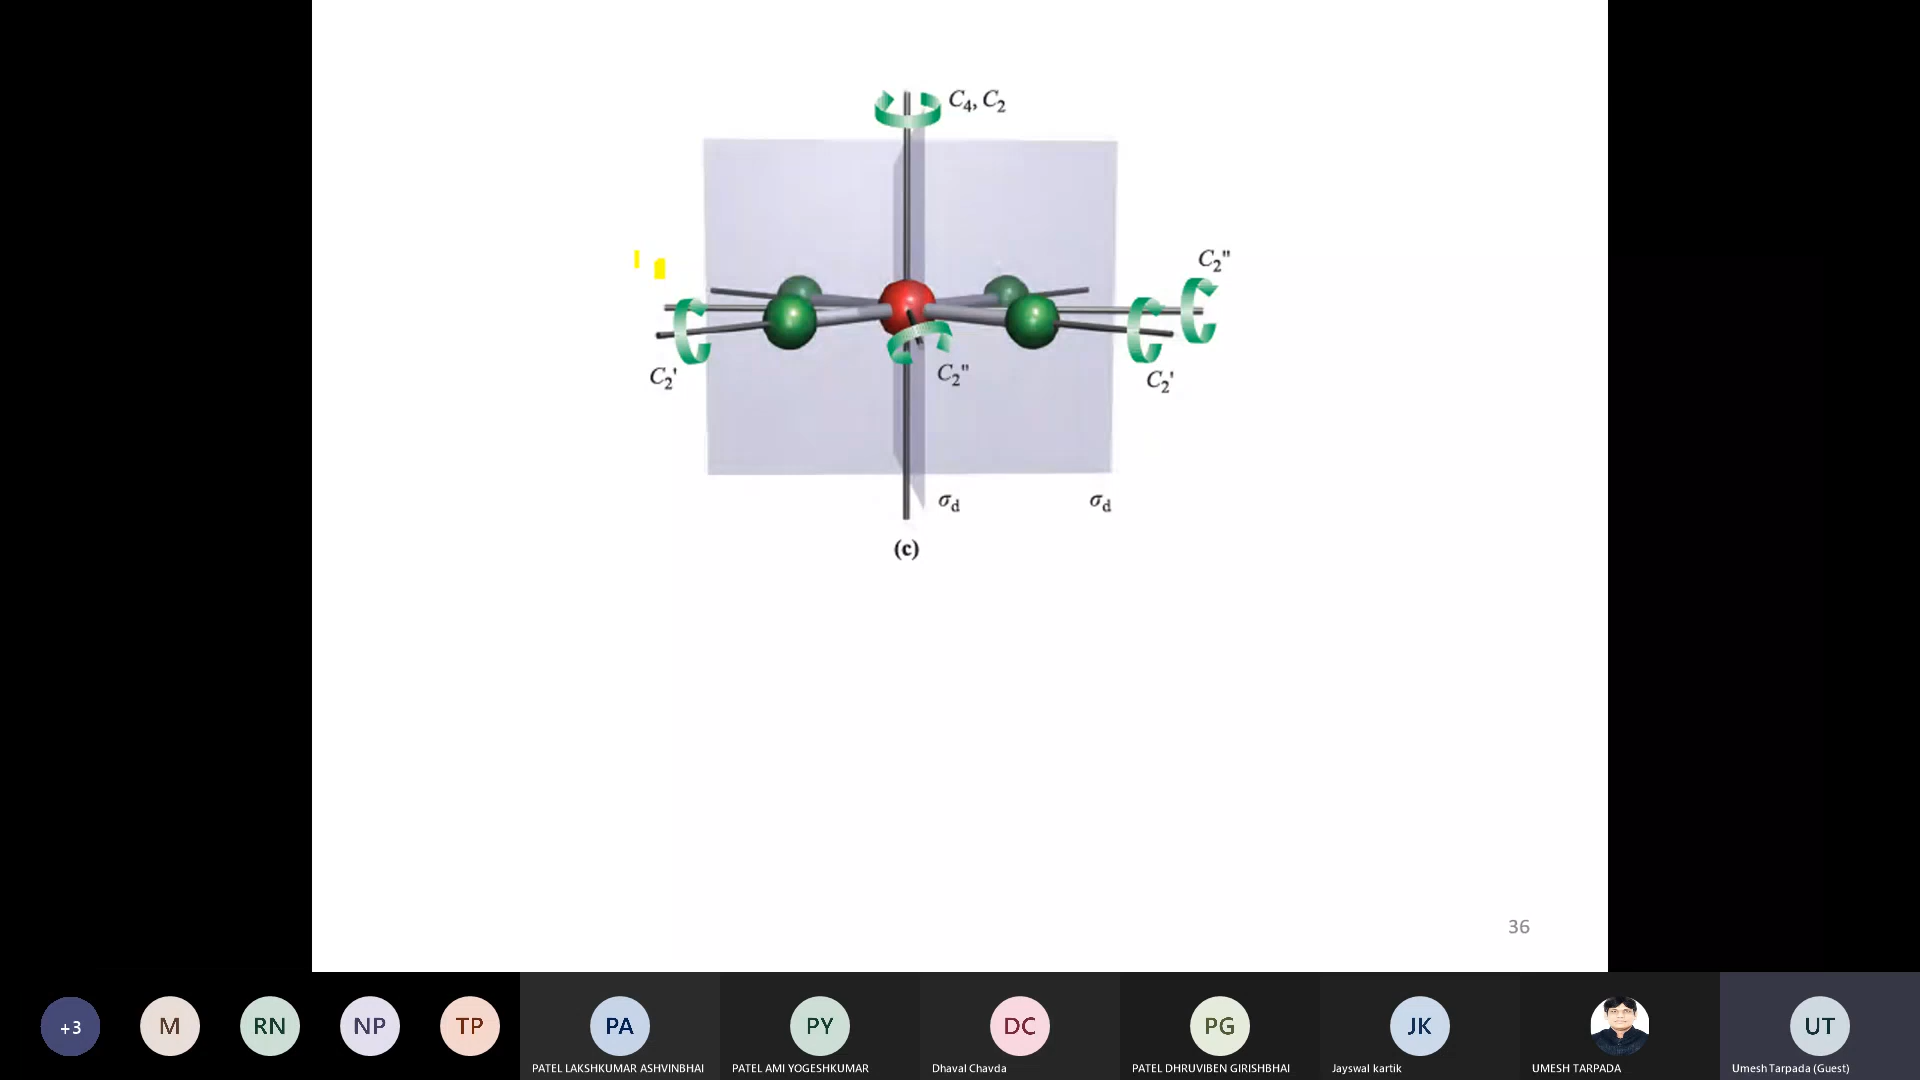 C4, C2
C2"
C2'
C2"
C2'
σd
σd
(c)
36
+3
M
RN
NP
TP
PA
PY
DC
PG
JK
UT
PATEL LAKSHKUMAR ASHVINBHAI
PATEL AMI YOGESHKUMAR
Dhaval Chavda
PATEL DHRUVIBEN GIRISHBHAI
Jayswal kartik
UMESH TARPADA
Umesh Tarpada (Guest)